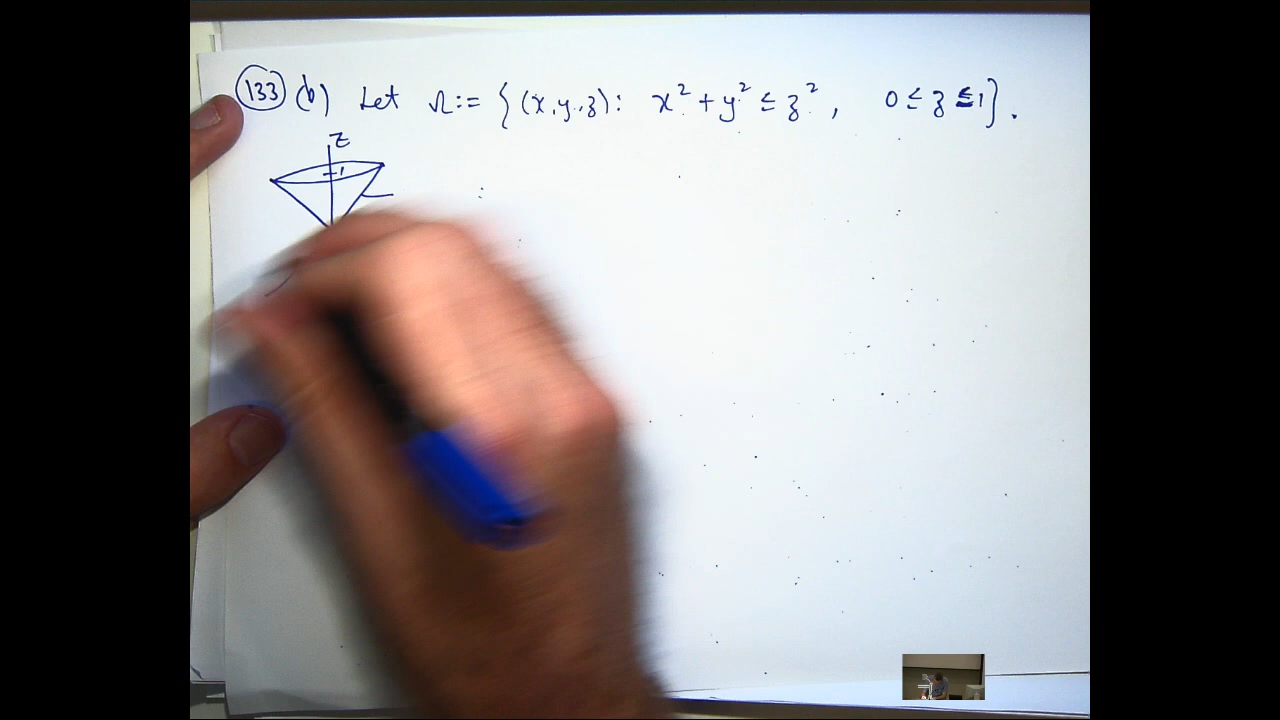 133 (b) Let Ω := {(x,y,z): x² + y² ≤ z², 0 ≤ z ≤ 1}.
z
1